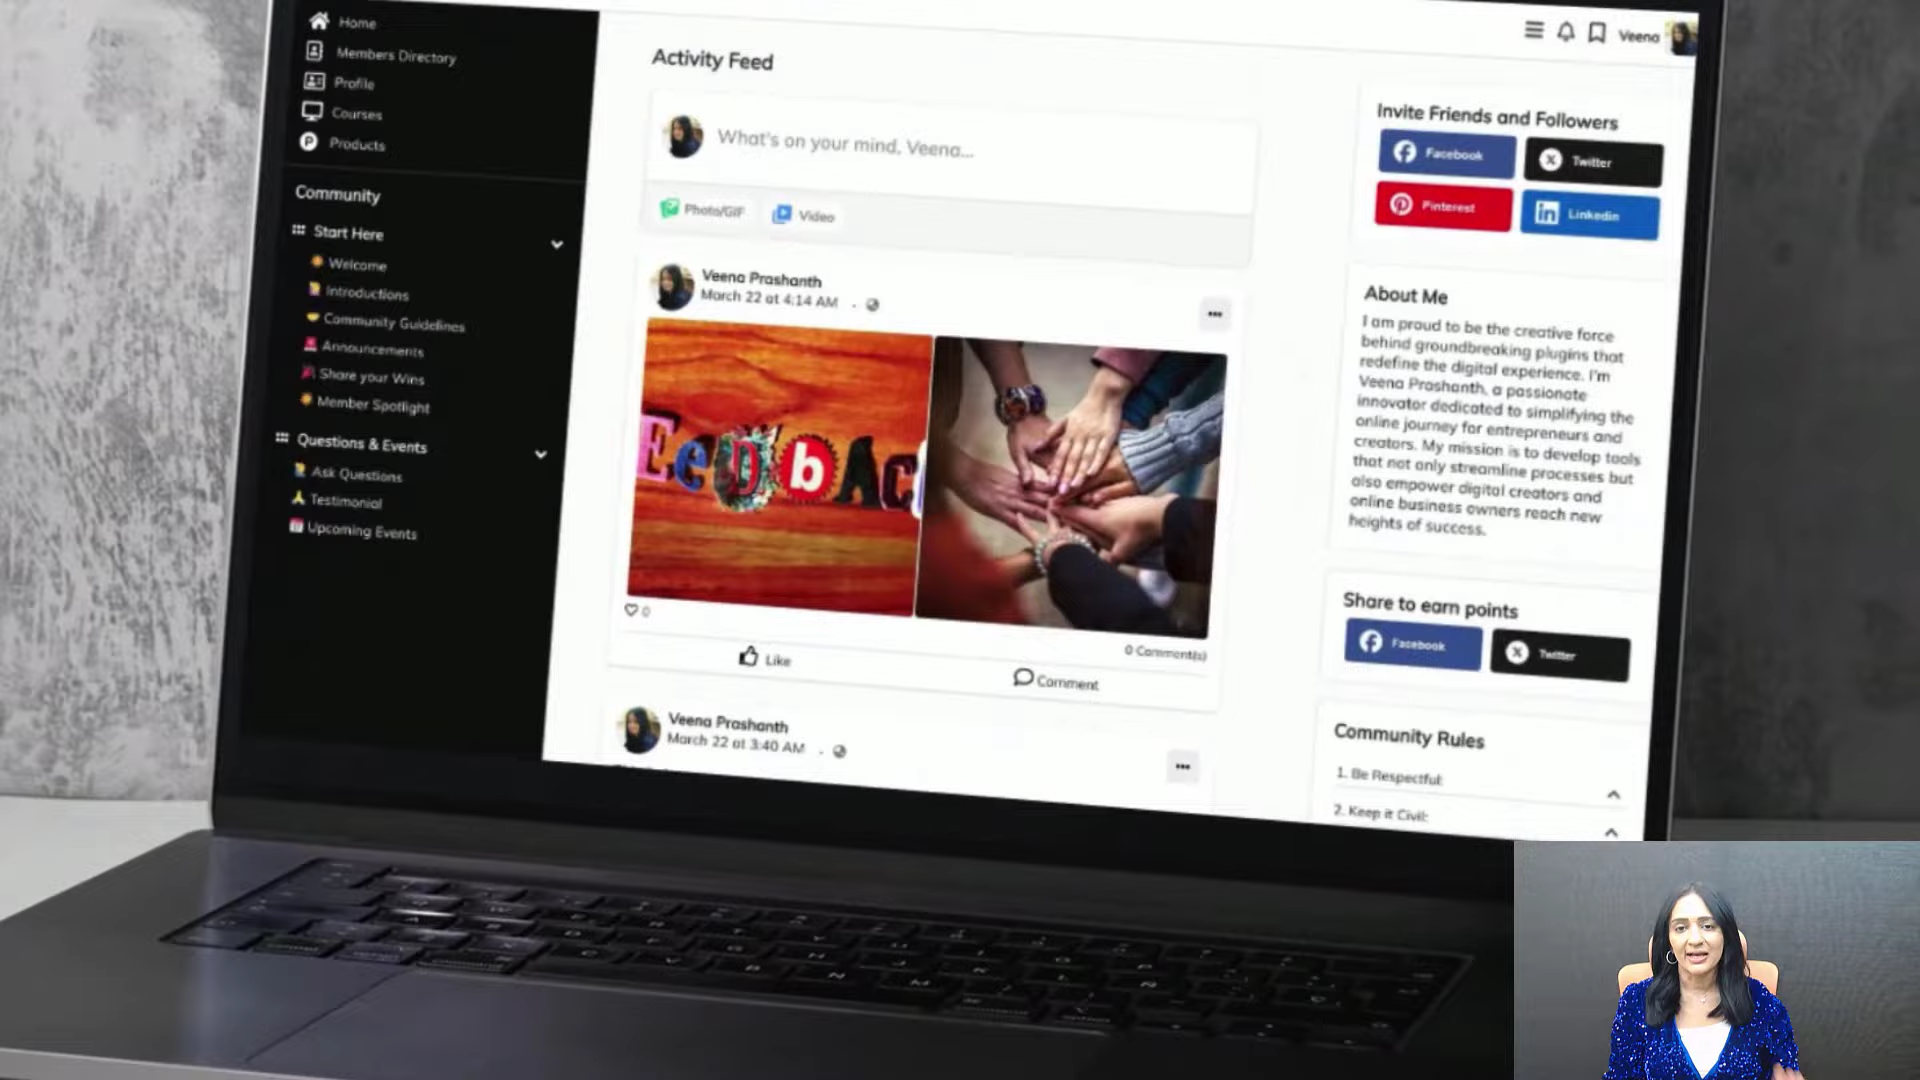 Home
Members Directory
Profile
Courses
Products
Community
Start Here
Welcome
Introductions
Community Guidelines
Announcements
Share your Wins
Member Spotlight
Questions & Events
Ask Questions
Testimonial
Upcoming Events
Veena
Activity Feed
What's on your mind, Veena...
Photo/GIF
Video
Veena Prashanth
March 22 at 4:14 AM
FeeDbAc
0
0 Comment(s)
Like
Comment
Veena Prashanth
March 22 at 3:40 AM
Invite Friends and Followers
Facebook
Twitter
Pinterest
Linkedin
About Me
I am proud to be the creative force
behind groundbreaking plugins that
redefine the digital experience. I'm
Veena Prashanth, a passionate
innovator dedicated to simplifying the
online journey for entrepreneurs and
creators. My mission is to develop tools
that not only streamline processes but
also empower digital creators and
online business owners reach new
heights of success.
Share to earn points
Facebook
Twitter
Community Rules
1. Be Respectful:
2. Keep it Civil: